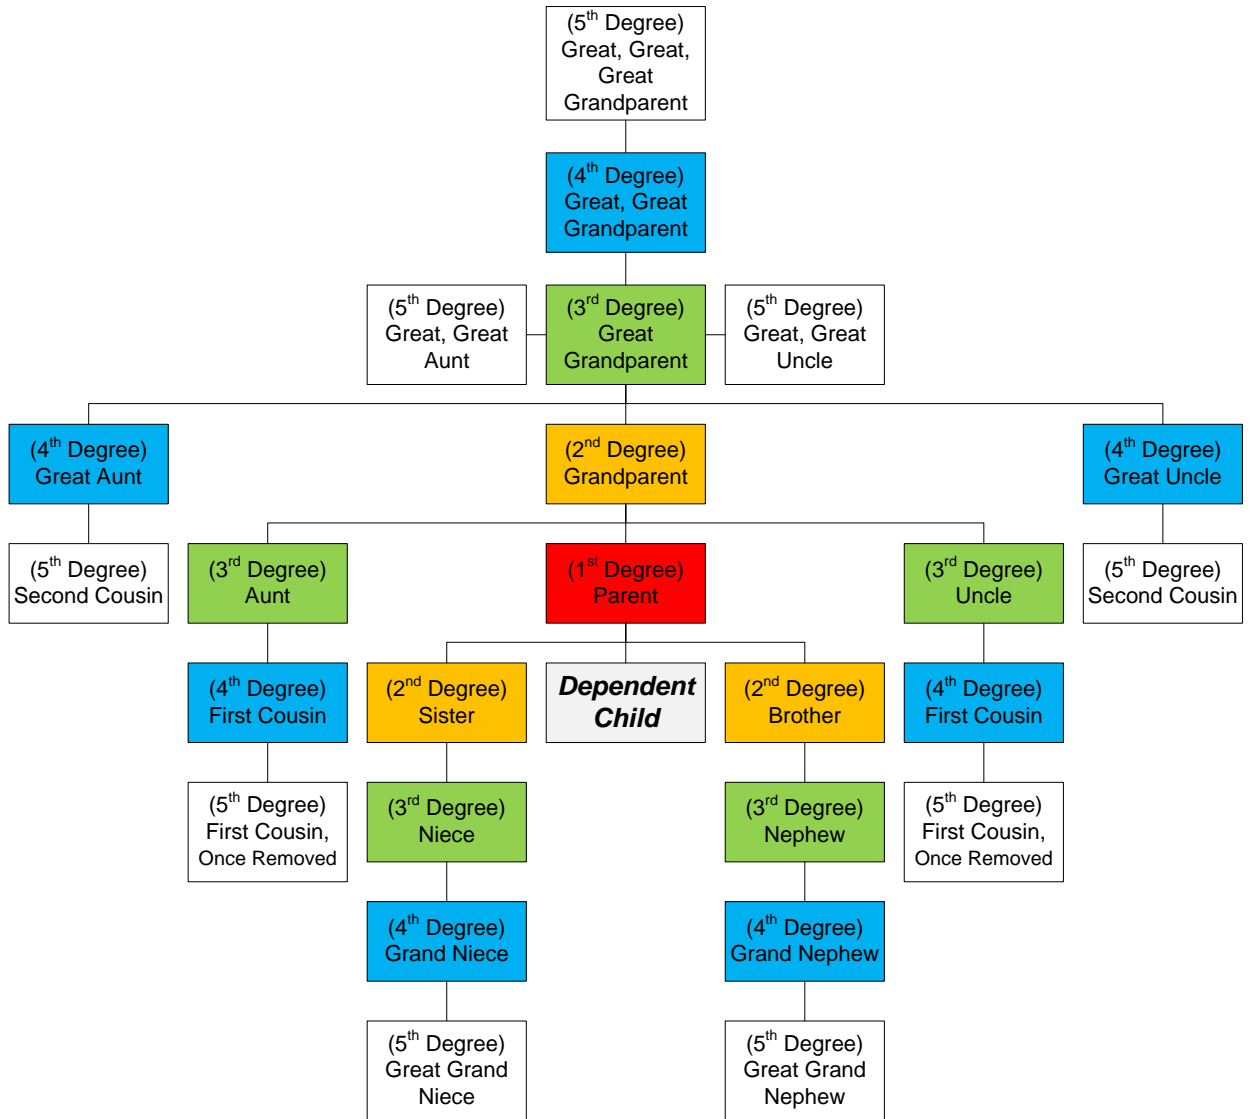 (5th Degree)
Great, Great,
Great
Grandparent
(4th Degree)
Great, Great
Grandparent
(5th Degree)
Great, Great
Aunt
(3rd Degree)
Great
Grandparent
(5th Degree)
Great, Great
Uncle
(4th Degree)
Great Aunt
(2nd Degree)
Grandparent
(4th Degree)
Great Uncle
(5th Degree)
Second Cousin
(3rd Degree)
Aunt
(1st Degree)
Parent
(3rd Degree)
Uncle
(5th Degree)
Second Cousin
(4th Degree)
First Cousin
(2nd Degree)
Sister
Dependent
Child
(2nd Degree)
Brother
(4th Degree)
First Cousin
(5th Degree)
First Cousin,
Once Removed
(3rd Degree)
Niece
(3rd Degree)
Nephew
(5th Degree)
First Cousin,
Once Removed
(4th Degree)
Grand Niece
(4th Degree)
Grand Nephew
(5th Degree)
Great Grand
Niece
(5th Degree)
Great Grand
Nephew